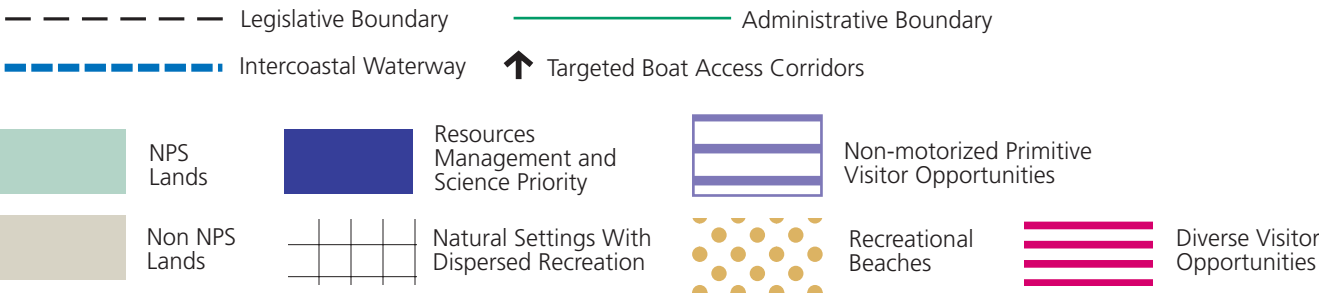 Legislative Boundary
Administrative Boundary
Intercoastal Waterway
Targeted Boat Access Corridors
NPS
Lands
Resources
Management and
Science Priority
Non-motorized Primitive
Visitor Opportunities
Non NPS
Lands
Natural Settings With
Dispersed Recreation
Recreational
Beaches
Diverse Visitor
Opportunities